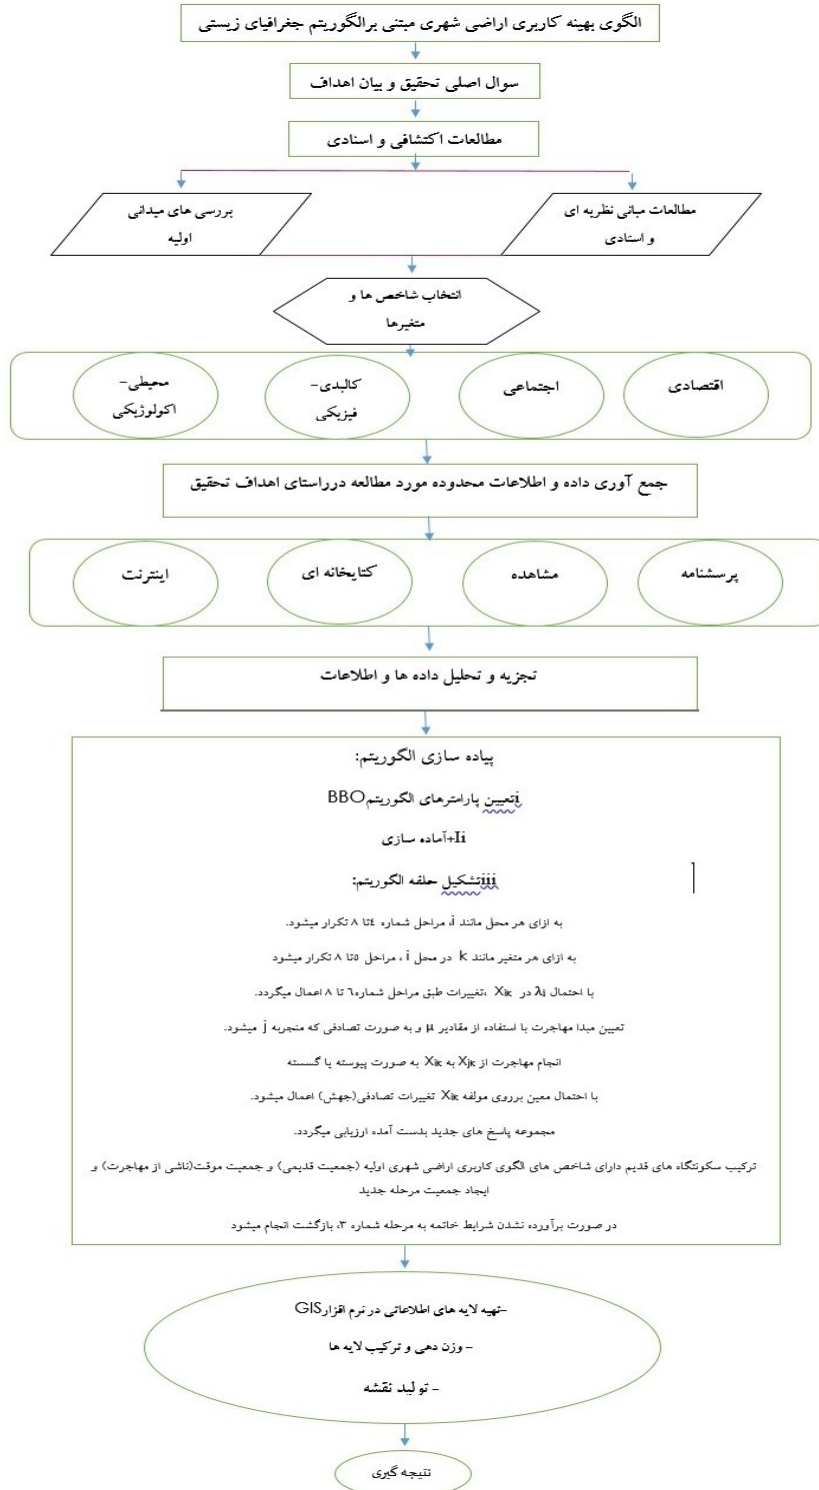 الگوی بهینه کاربری اراضی شهری مبتنی برالگوریتم جغرافیای زیستی
سوال اصلی تحقیق و بیان اهداف
مطالعات اکتشافی و اسنادی
مطالعات مبانی نظریه ای
و اسنادی
بررسی های میدانی
اولیه
انتخاب شاخص ها و
متغیرها
اقتصادی
اجتماعی
کالبدی-
فیزیکی
محیطی-
اکولوژیکی
جمع آوری داده و اطلاعات محدوده مورد مطالعه درراستای اهداف تحقیق
پرسشنامه
مشاهده
کتابخانه ای
اینترنت
تجزیه و تحلیل داده ها و اطلاعات
پیاده سازی الگوریتم:
iتعیین پارامترهای الگوریتمBBO
Ii+آماده سازی
iiiتشکیل حلقه الگوریتم:
به ازای هر محل مانند i، مراحل شماره ٤تا ٨ تکرار میشود.
به ازای هر متغیر مانند k در محل i ، مراحل ٥تا ٨ تکرار میشود
با احتمال λi در Xik ،تغییرات طبق مراحل شماره٦ تا ٨ اعمال میگردد.
تعیین مبدا مهاجرت با استفاده از مقادیر μ و به صورت تصادفی که منجربه j میشود.
انجام مهاجرت از Xjk به Xik به صورت پیوسته یا گسسته
با احتمال معین برروی مولفه Xik تغییرات تصادفی(جهش) اعمال میشود.
مجموعه پاسخ های جدید بدست آمده ارزیابی میگردد.
ترکیب سکونتگاه های قدیم دارای شاخص های الگوی کاربری اراضی شهری اولیه (جمعیت قدیمی) و جمعیت موقت(ناشی از مهاجرت) و
ایجاد جمعیت مرحله جدید
در صورت برآورده نشدن شرایط خاتمه به مرحله شماره ٣، بازگشت انجام میشود
-تهیه لایه های اطلاعاتی در نرم افزارGIS
- وزن دهی و ترکیب لایه ها
- تولید نقشه
نتیجه گیری